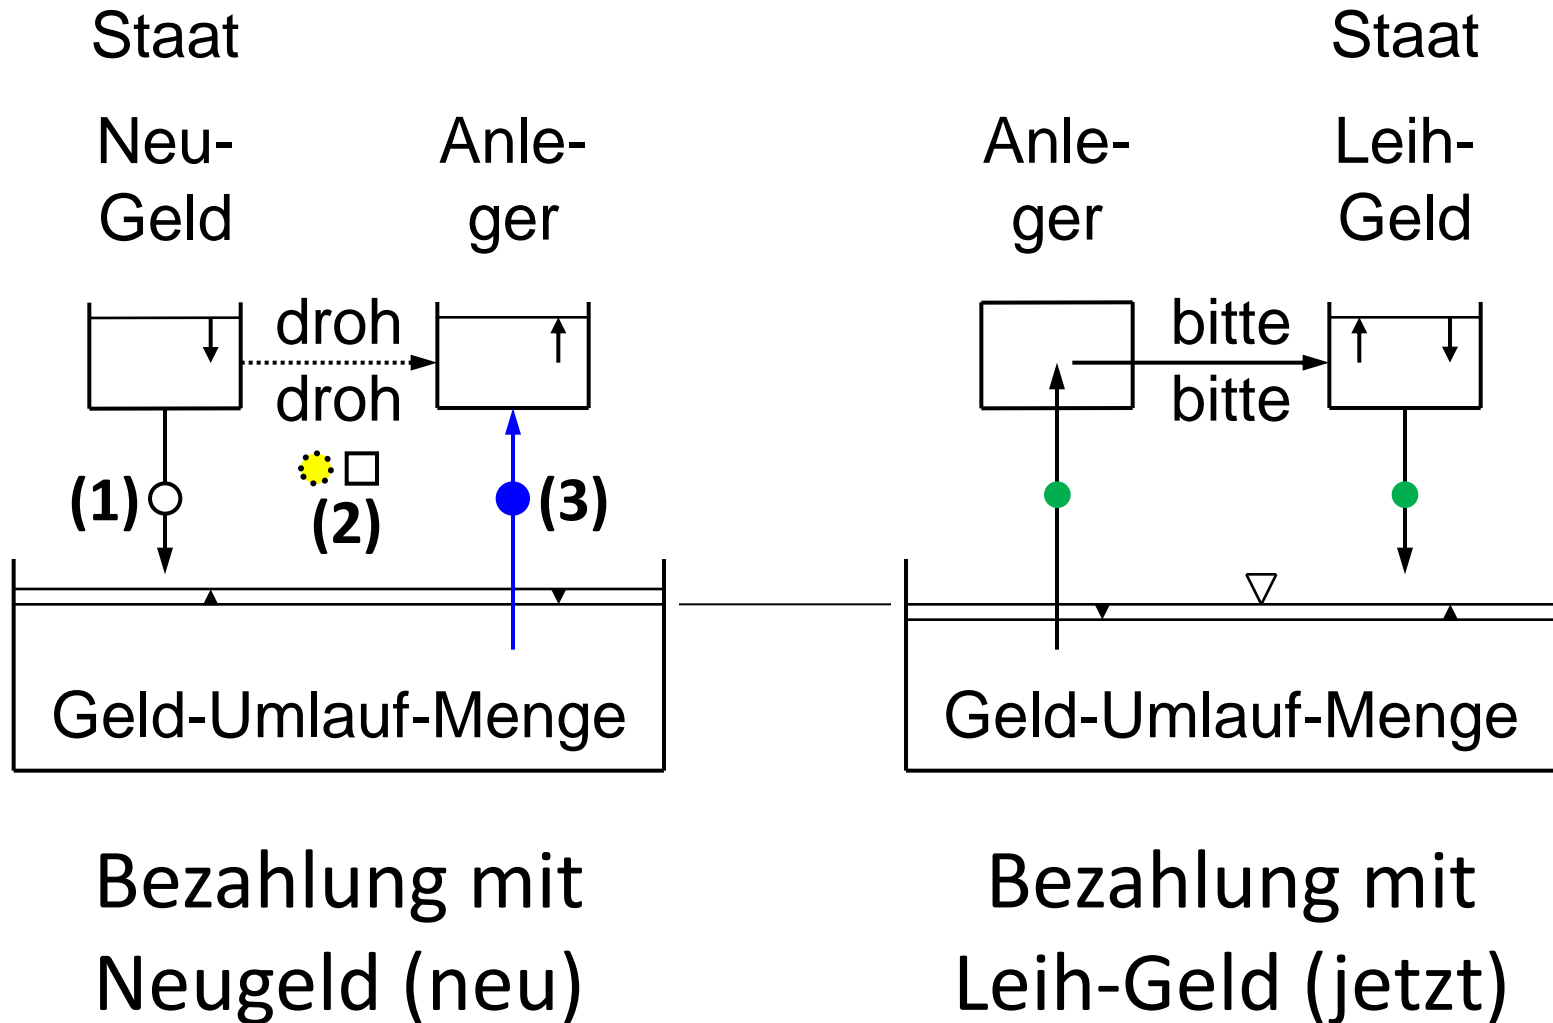 Staat
Neu-
Geld
Anle-
ger
droh
droh
(1)
(2)
(3)
Geld-Umlauf-Menge
Bezahlung mit
Neugeld (neu)
Staat
Anle-
ger
Leih-
Geld
bitte
bitte
Geld-Umlauf-Menge
Bezahlung mit
Leih-Geld (jetzt)